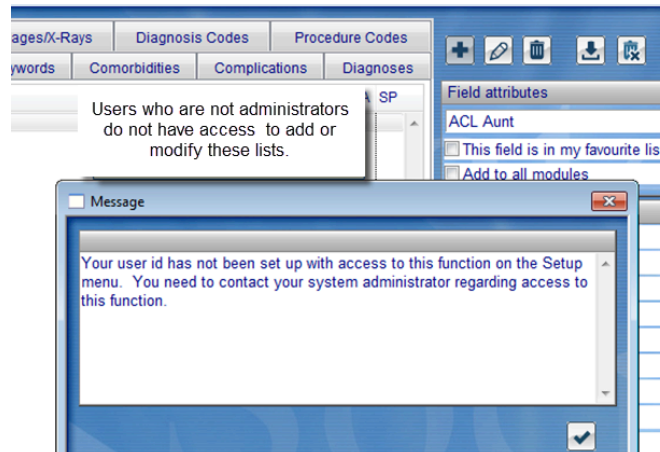 ages/X-Rays Diagnosis Codes Procedure Codes
ywords Comorbidities Complications Diagnoses
SP
Users who are not administrators
do not have access to add or
modify these lists.
Field attributes
ACL Aunt
This field is in my favourite lis
Add to all modules
Message
Your user id has not been set up with access to this function on the Setup
menu. You need to contact your system administrator regarding access to
this function.